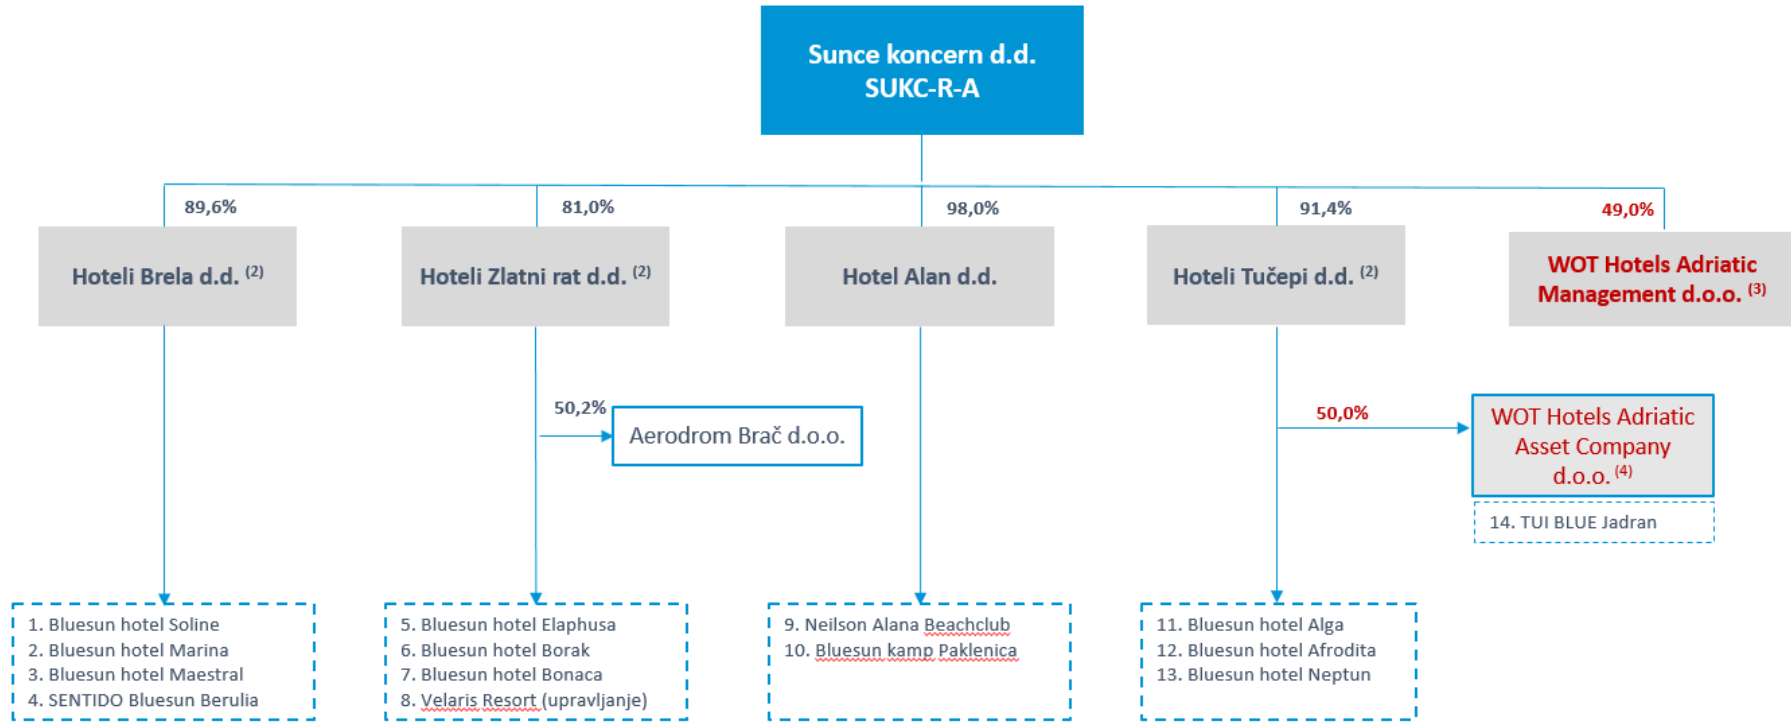 Sunce koncern d.d.
SUKC-R-A
89,6%
81,0%
98,0%
91,4%
49,0%
Hoteli Brela d.d. (2)
Hoteli Zlatni rat d.d. (2)
Hotel Alan d.d.
Hoteli Tučepi d.d. (2)
WOT Hotels Adriatic
Management d.o.o. (3)
50,2%
Aerodrom Brač d.o.o.
50,0%
WOT Hotels Adriatic
Asset Company
d.o.o. (4)
14. TUI BLUE Jadran
1. Bluesun hotel Soline
2. Bluesun hotel Marina
3. Bluesun hotel Maestral
4. SENTIDO Bluesun Berulia
5. Bluesun hotel Elaphusa
6. Bluesun hotel Borak
7. Bluesun hotel Bonaca
8. Velaris Resort (upravljanje)
9. Neilson Alana Beachclub
10. Bluesun kamp Paklenica
11. Bluesun hotel Alga
12. Bluesun hotel Afrodita
13. Bluesun hotel Neptun